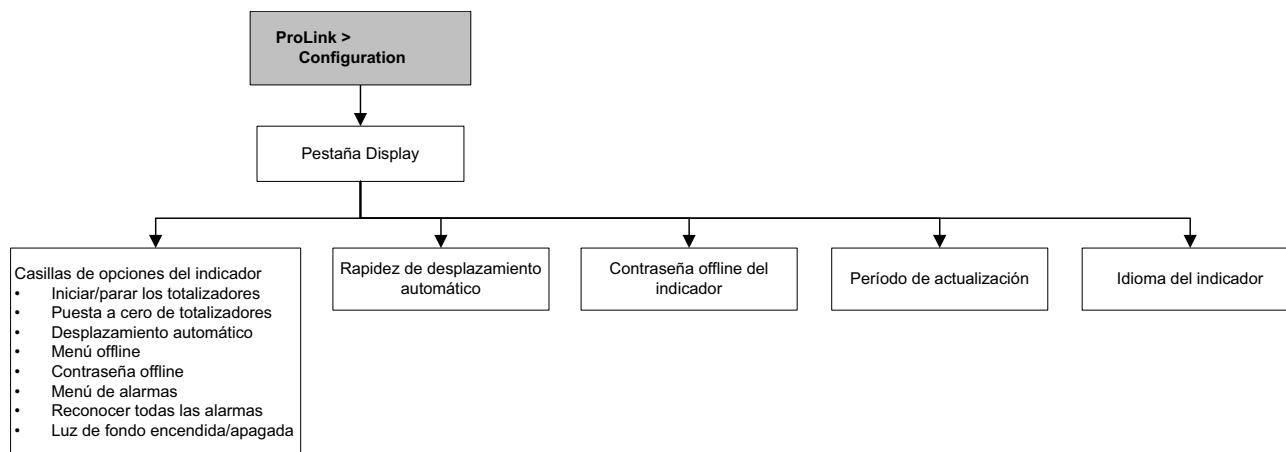 ProLink >
Configuration
Pestaña Display
Casillas de opciones del indicador
• Iniciar/parar los totalizadores
• Puesta a cero de totalizadores
• Desplazamiento automático
• Menú offline
• Contraseña offline
• Menú de alarmas
• Reconocer todas las alarmas
• Luz de fondo encendida/apagada
Rapidez de desplazamiento
automático
Contraseña offline del
indicador
Período de actualización
Idioma del indicador